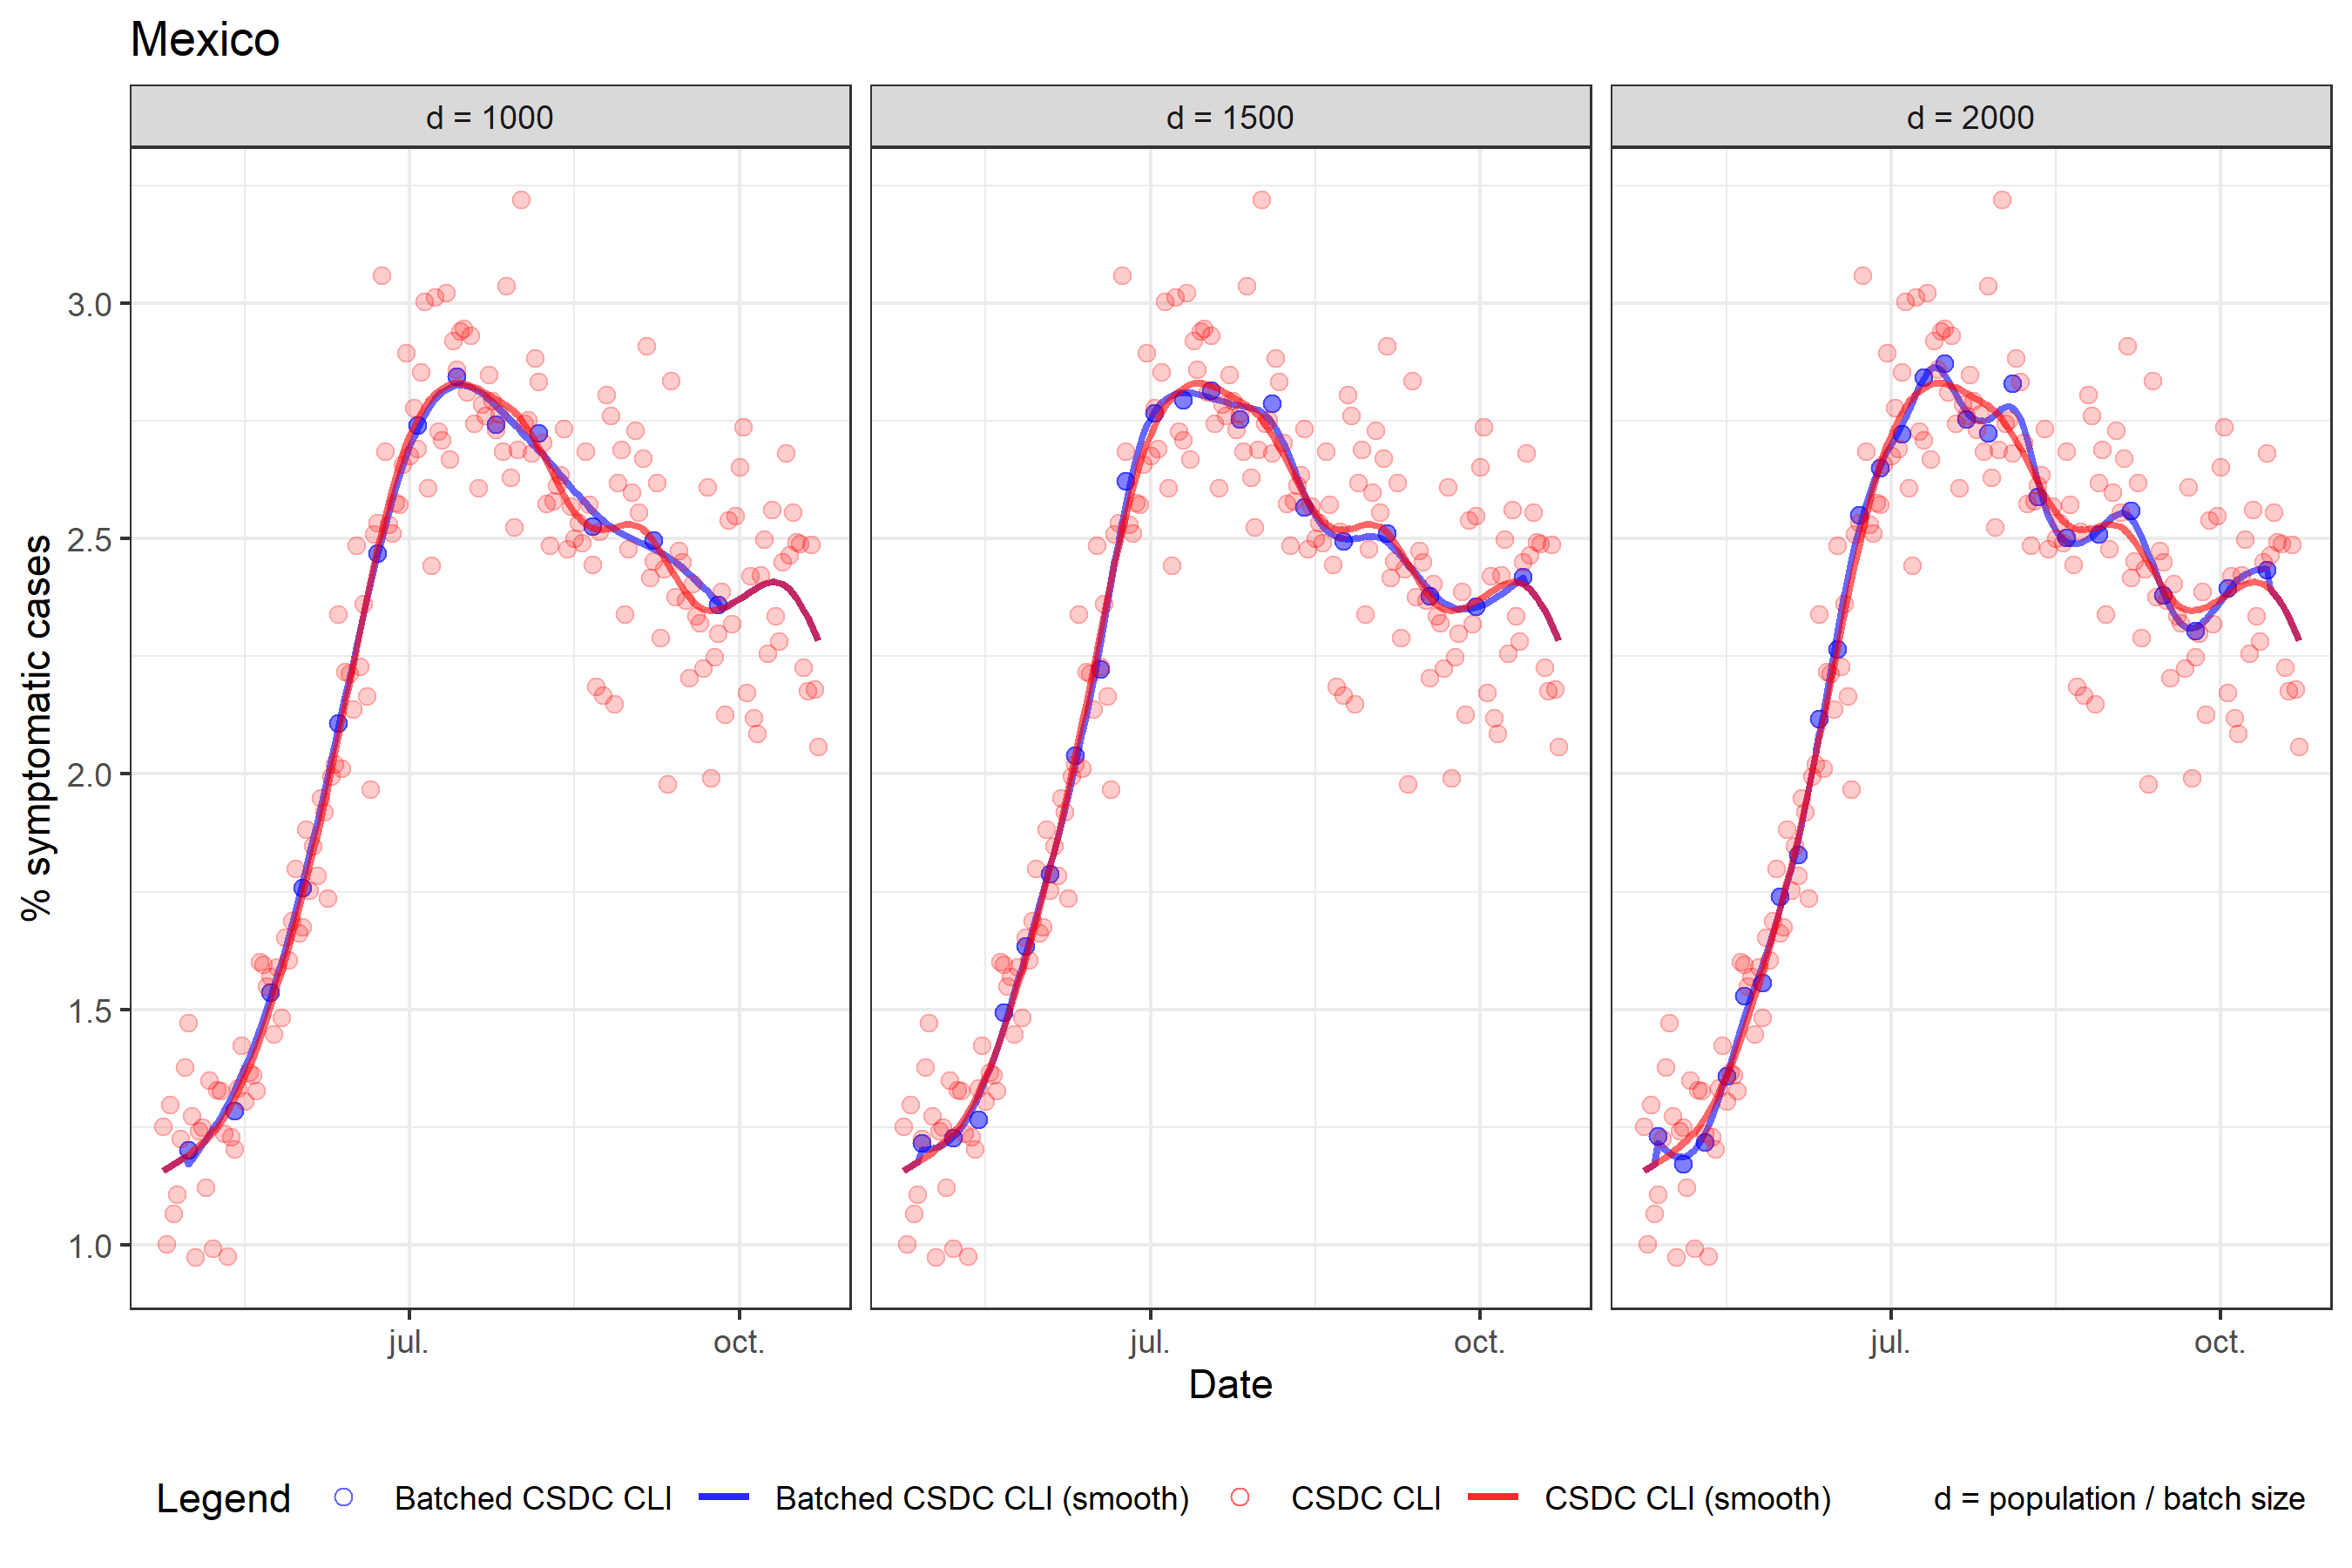 Mexico
d = 1000
d = 1500
d = 2000
% symptomatic cases
3.0
2.5
2.0
1.5
1.0
jul.
oct.
jul.
oct.
jul.
oct.
Date
Legend
Batched CSDC CLI
Batched CSDC CLI (smooth)
CSDC CLI
CSDC CLI (smooth)
d = population / batch size